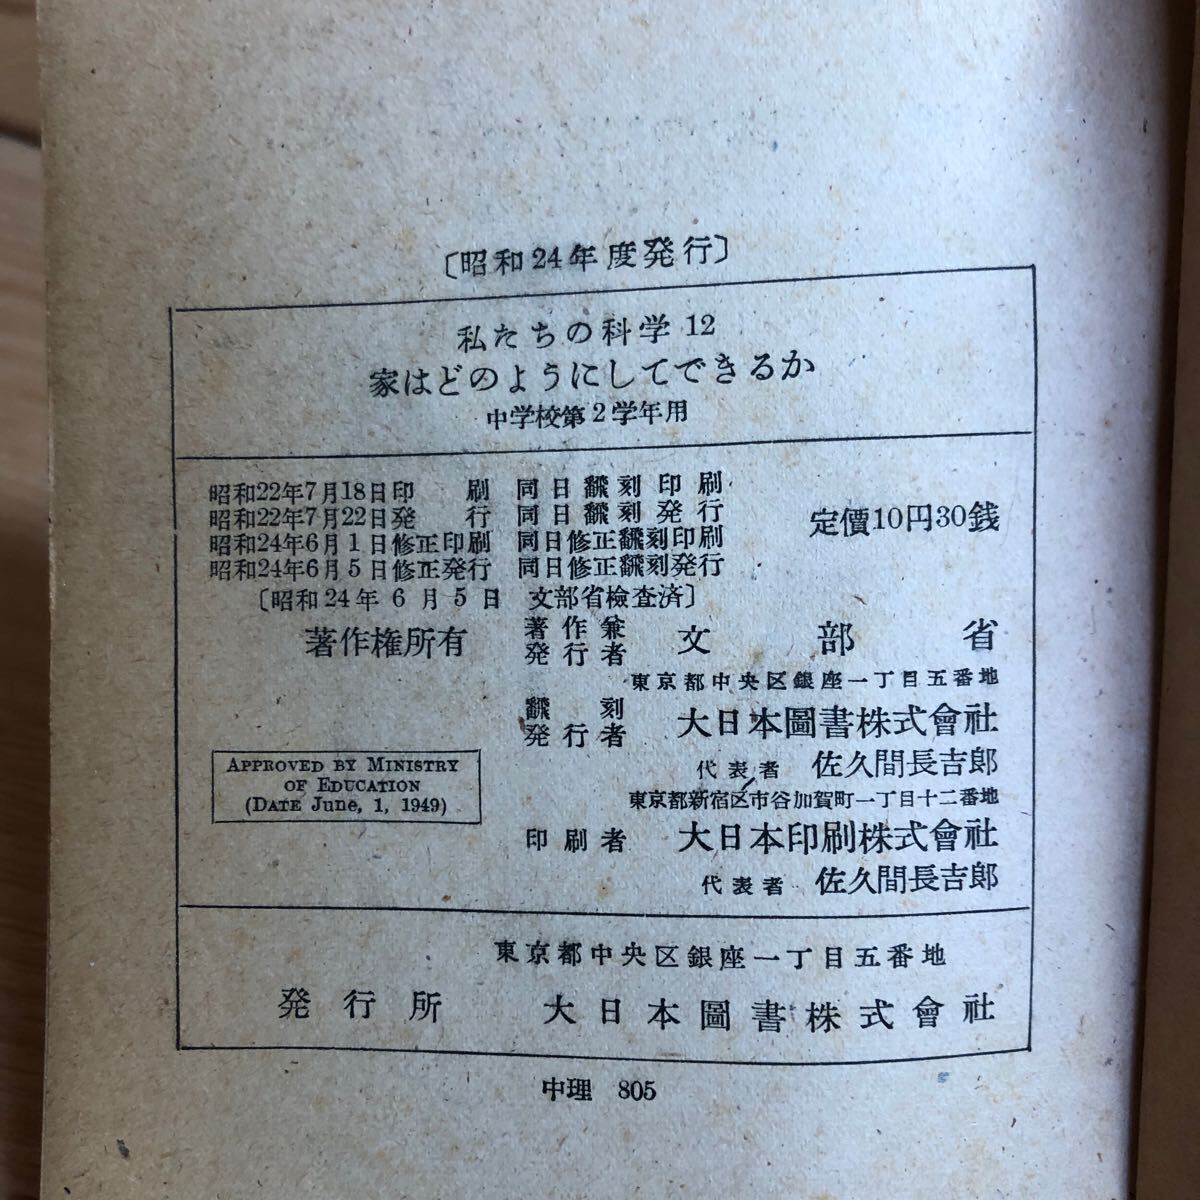 〔昭和24年度発行〕
私たちの科学 12
家はどのようにしてできるか
中学校第2学年用
昭和22年7月18日印刷 同日飜刻印刷
昭和22年7月22日発行 同日飜刻発行
昭和24年6月1日修正印刷 同日修正飜刻印刷
昭和24年6月5日修正発行 同日修正飜刻発行
〔昭和24年6月5日 文部省検査済〕
定價10円30銭
著作権所有
著作兼発行者 文部省
東京都中央区銀座一丁目五番地
飜刻発行者 大日本圖書株式會社
代表者 佐久間長吉郎
東京都新宿区市谷加賀町一丁目十二番地
印刷者 大日本印刷株式會社
代表者 佐久間長吉郎
APPROVED BY MINISTRY
OF EDUCATION
(DATE June, 1, 1949)
東京都中央区銀座一丁目五番地
発行所 大日本圖書株式會社
中理 805